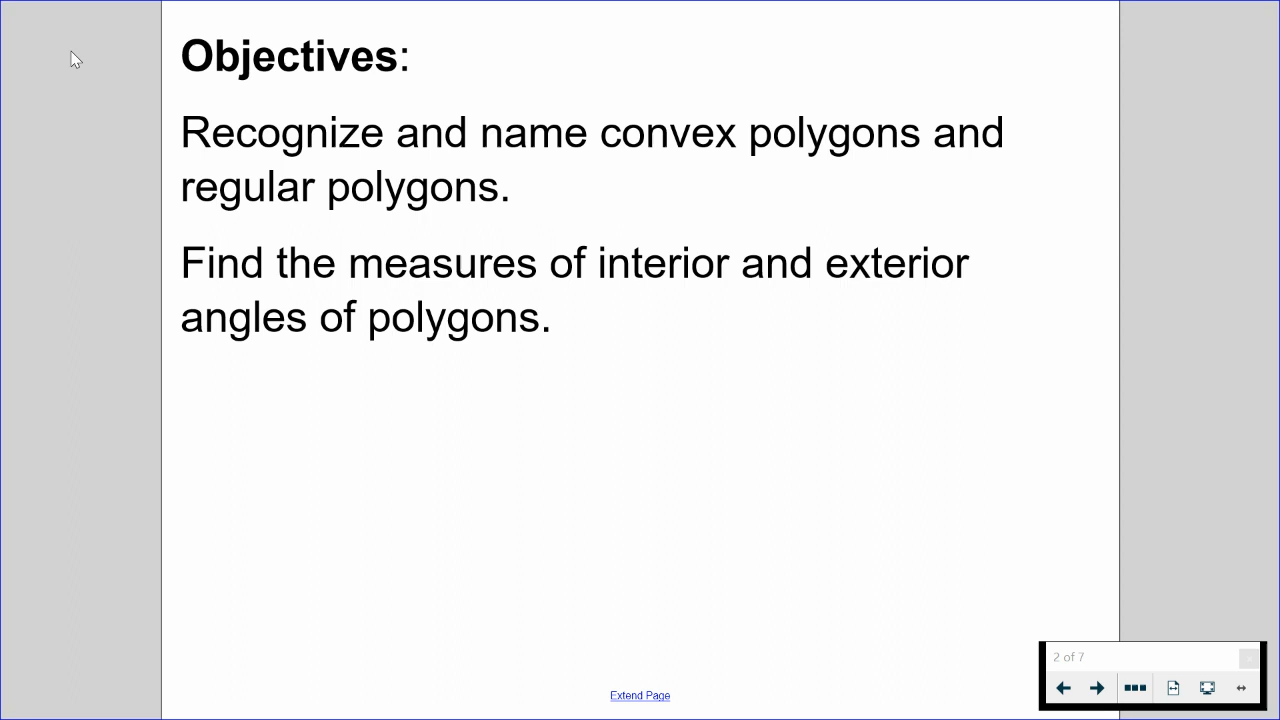 Objectives:
Recognize and name convex polygons and
regular polygons.
Find the measures of interior and exterior
angles of polygons.
Extend Page
2 of 7